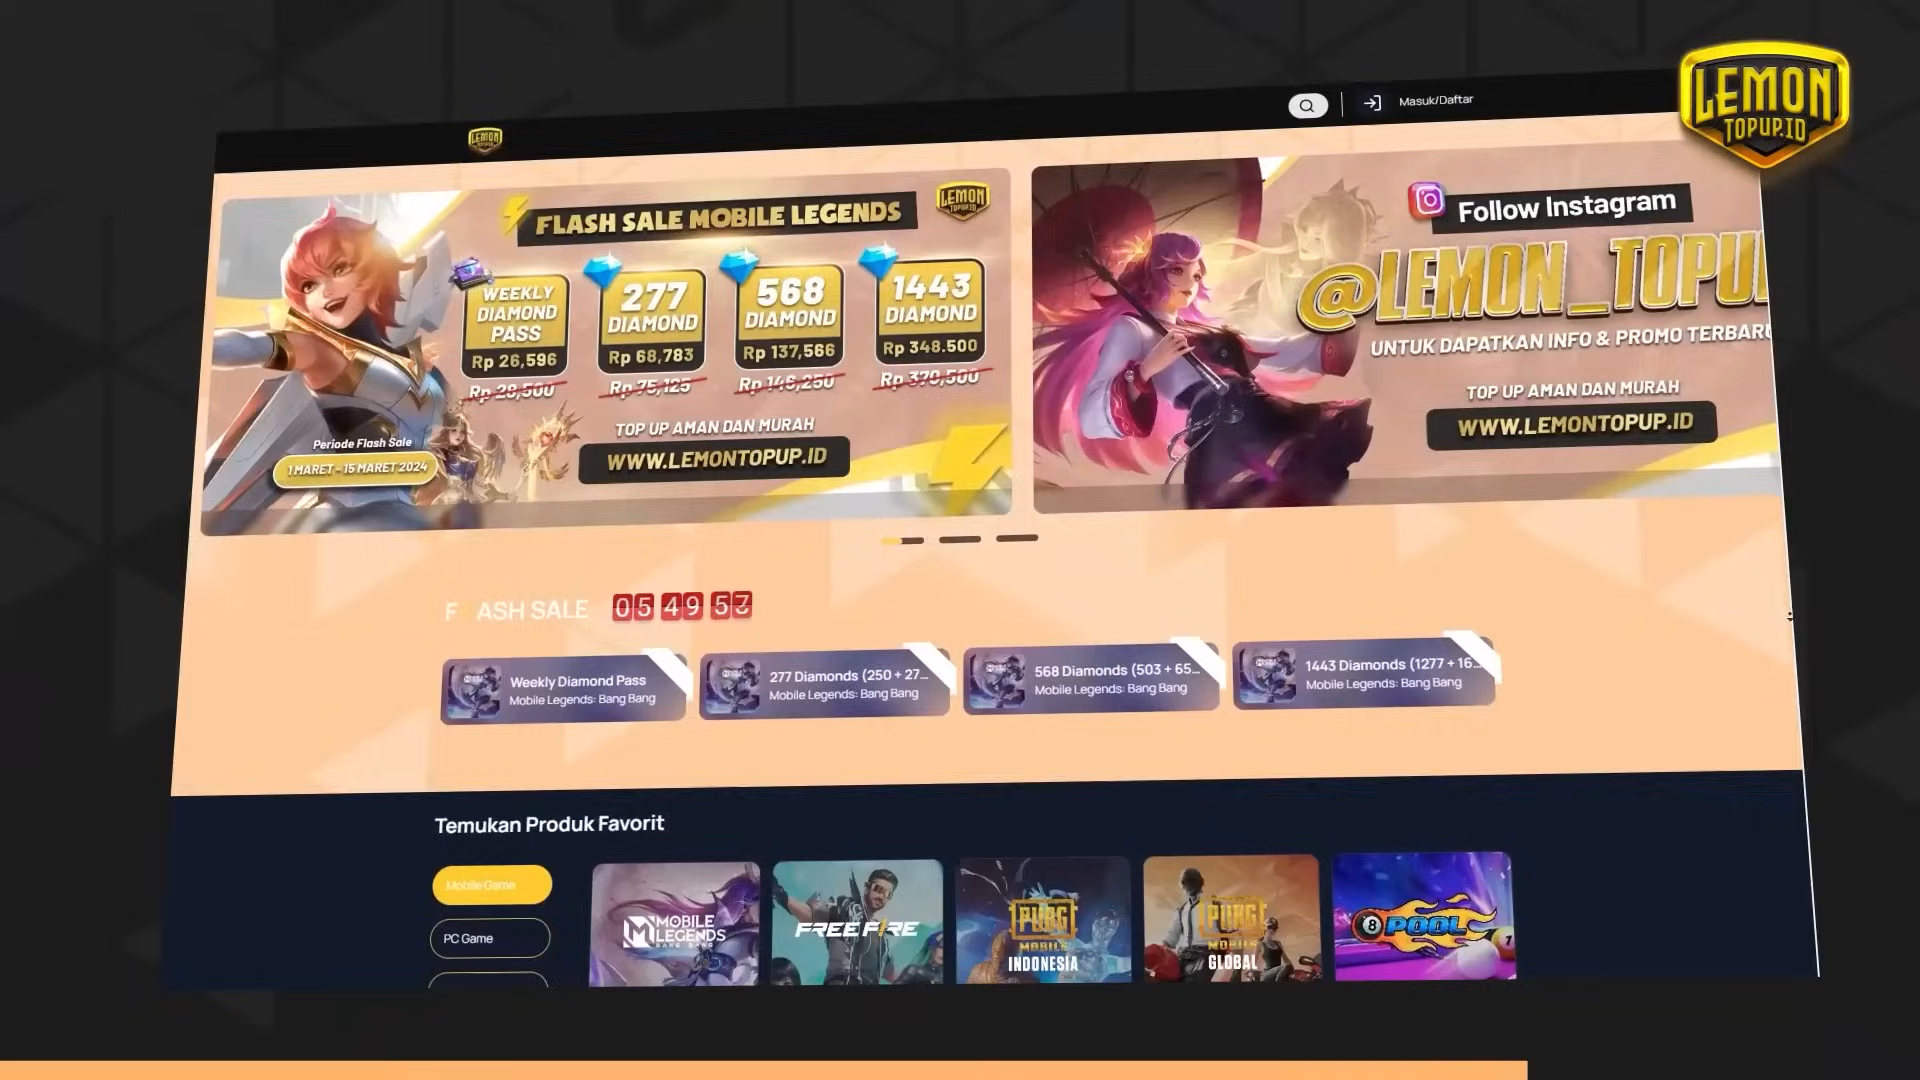 LEMON
TOPUP.ID
Masuk/Daftar
LEMON
FLASH SALE MOBILE LEGENDS
LEMON
TOPUP.ID
WEEKLY
DIAMOND
PASS
Rp 26,596
Rp 28,500
277
DIAMOND
Rp 68,783
Rp 75,125
568
DIAMOND
Rp 137,566
Rp 146,250
1443
DIAMOND
Rp 348.500
Rp 370,500
Periode Flash Sale
1 MARET - 15 MARET 2024
TOP UP AMAN DAN MURAH
WWW.LEMONTOPUP.ID
Follow Instagram
@LEMON_TOPU
UNTUK DAPATKAN INFO & PROMO TERBARU
TOP UP AMAN DAN MURAH
WWW.LEMONTOPUP.ID
F ASH SALE 05 49 57
Weekly Diamond Pass
Mobile Legends: Bang Bang
277 Diamonds (250 + 27...
Mobile Legends: Bang Bang
568 Diamonds (503 + 65...
Mobile Legends: Bang Bang
1443 Diamonds (1277 + 16...
Mobile Legends: Bang Bang
Temukan Produk Favorit
Mobile Game
PC Game
MOBILE
LEGENDS
BANG BANG
FREE FIRE
PUBG
MOBILE
INDONESIA
PUBG
MOBILE
GLOBAL
8 POOL